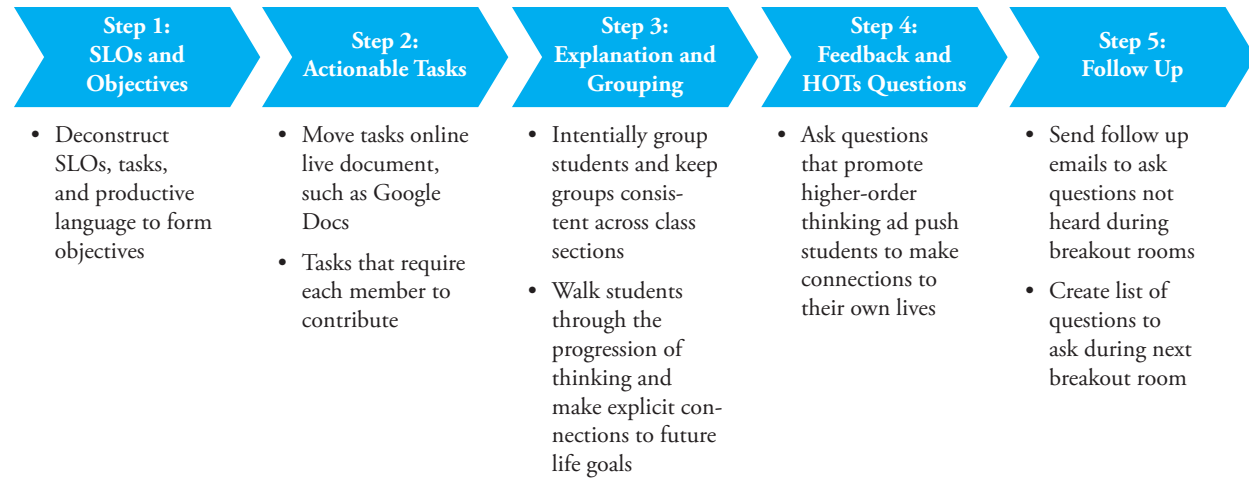 Step 1:
SLOs and
Objectives
• Deconstruct
SLOs, tasks,
and productive
language to form
objectives
Step 2:
Actionable Tasks
• Move tasks online
live document,
such as Google
Docs
• Tasks that require
each member to
contribute
Step 3:
Explanation and
Grouping
• Intentially group
students and keep
groups consis-
tent across class
sections
• Walk students
through the
progression of
thinking and
make explicit con-
nections to future
life goals
Step 4:
Feedback and
HOTs Questions
• Ask questions
that promote
higher-order
thinking ad push
students to make
connections to
their own lives
Step 5:
Follow Up
• Send follow up
emails to ask
questions not
heard during
breakout rooms
• Create list of
questions to
ask during next
breakout room